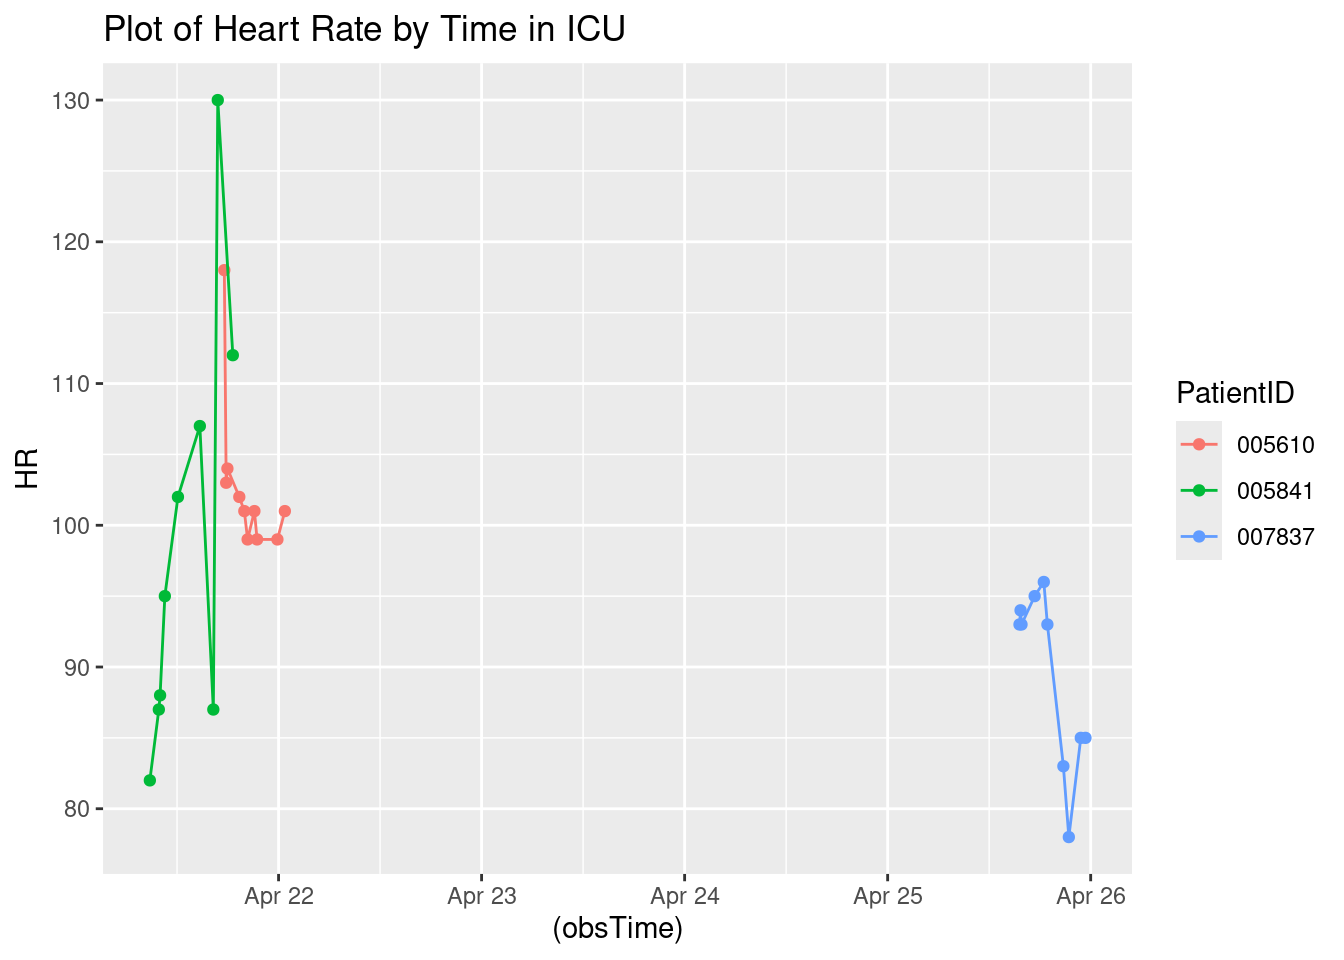 Plot of Heart Rate by Time in ICU
130
120
110
100
90
80
HR
Apr 22 Apr 23 Apr 24 Apr 25 Apr 26
(obsTime)
PatientID
005610
005841
007837